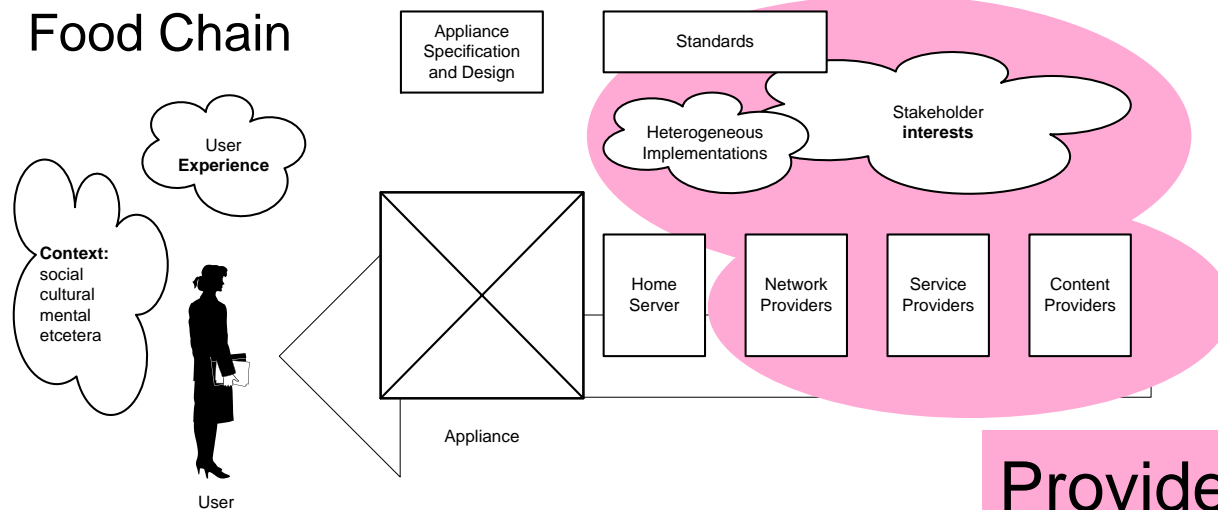 Food Chain
Appliance
Specification
and Design
Standards
User
Experience
Heterogeneous
Implementations
Stakeholder
interests
Context:
social
cultural
mental
etcetera
Home
Server
Network
Providers
Service
Providers
Content
Providers
Appliance
User
Provide